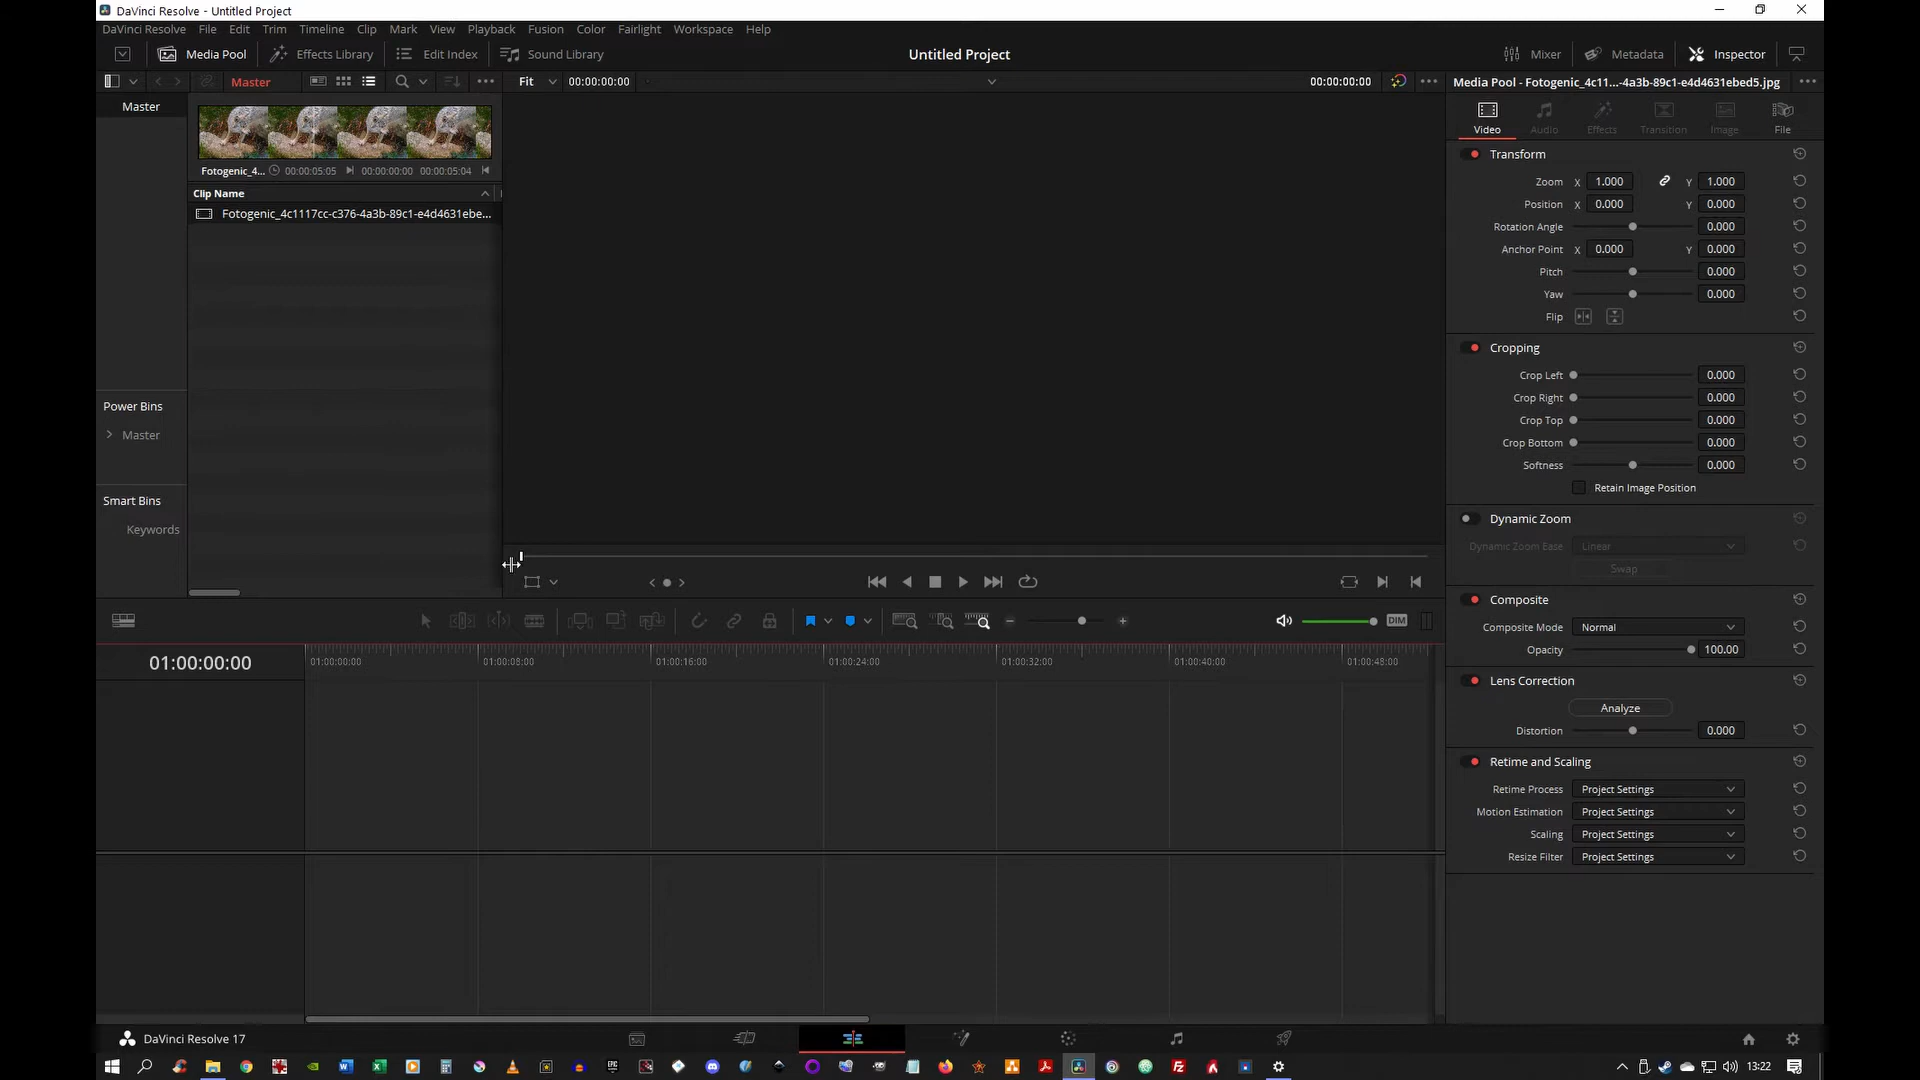 DaVinci Resolve - Untitled Project
DaVinci Resolve File Edit Trim Timeline Clip Mark View Playback Fusion Color Fairlight Workspace Help
Media Pool Effects Library Edit Index Sound Library Untitled Project Mixer Metadata Inspector
Master Fit 00:00:00:00 00:00:00:00 Media Pool - Fotogenic_4c11...-4a3b-89c1-e4d4631ebed5.jpg
Master
Video Audio Effects Transition Image File
Fotogenic_4... 00:00:05:05 00:00:00:00 00:00:05:04
Clip Name
Fotogenic_4c1117cc-c376-4a3b-89c1-e4d4631ebe...
Power Bins
Master
Smart Bins
Keywords
Transform
Zoom X 1.000 Y 1.000
Position X 0.000 Y 0.000
Rotation Angle 0.000
Anchor Point X 0.000 Y 0.000
Pitch 0.000
Yaw 0.000
Flip
Cropping
Crop Left 0.000
Crop Right 0.000
Crop Top 0.000
Crop Bottom 0.000
Softness 0.000
Retain Image Position
Dynamic Zoom
Dynamic Zoom Ease Linear
Swap
Composite
Composite Mode Normal
Opacity 100.00
Lens Correction
Analyze
Distortion 0.000
Retime and Scaling
Retime Process Project Settings
Motion Estimation Project Settings
Scaling Project Settings
Resize Filter Project Settings
DIM
01:00:00:00 01:00:00:00 01:00:08:00 01:00:16:00 01:00:24:00 01:00:32:00 01:00:40:00 01:00:48:00
DaVinci Resolve 17
13:22